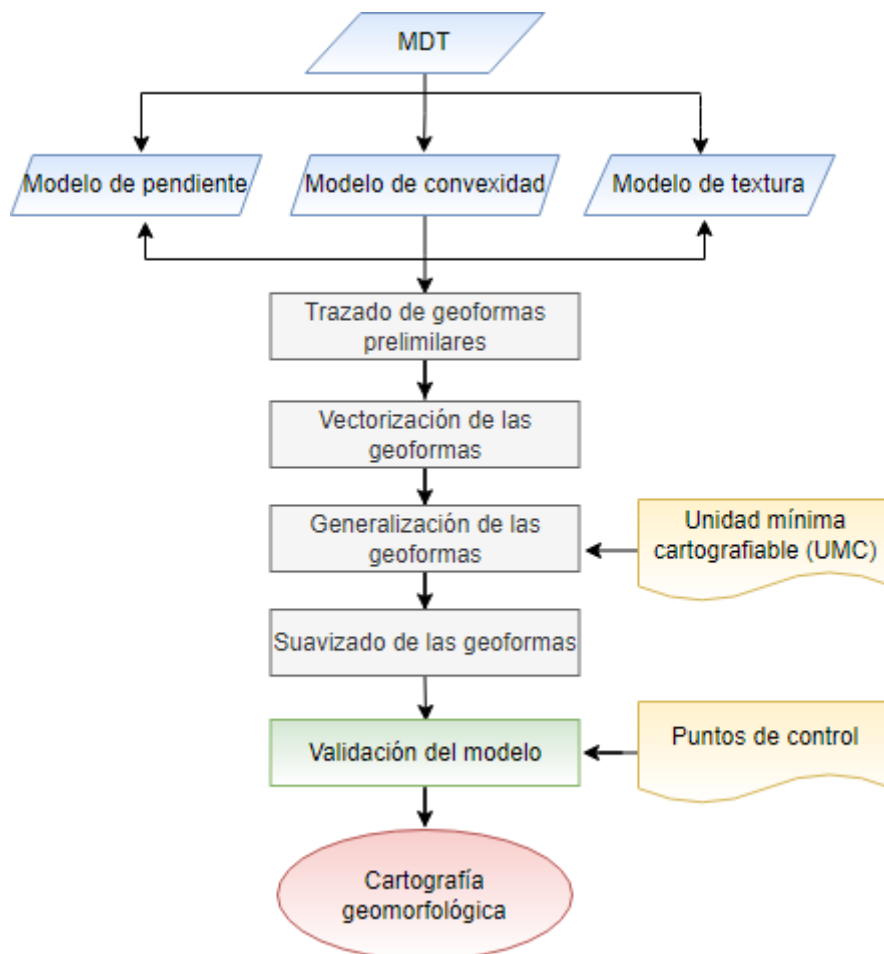 MDT
Modelo de pendiente
Modelo de convexidad
Modelo de textura
Trazado de geoformas
prelimilares
Vectorización de las
geoformas
Generalización de las
geoformas
Unidad mínima
cartografiable (UMC)
Suavizado de las geoformas
Validación del modelo
Puntos de control
Cartografía
geomorfológica